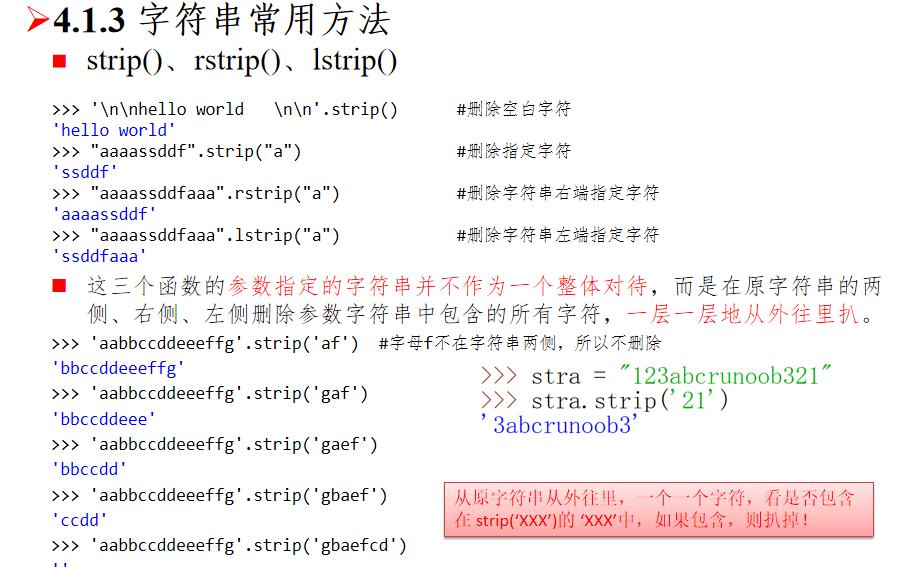 4.1.3 字符串常用方法
strip()、rstrip()、lstrip()
>>> '\n\nhello world   \n\n'.strip()      #删除空白字符
'hello world'
>>> "aaaassddf".strip("a")                #删除指定字符
'ssddf'
>>> "aaaassddfaaa".rstrip("a")            #删除字符串右端指定字符
'aaaassddf'
>>> "aaaassddfaaa".lstrip("a")            #删除字符串左端指定字符
'ssddfaaa'
这三个函数的参数指定的字符串并不作为一个整体对待，而是在原字符串的两
侧、右侧、左侧删除参数字符串中包含的所有字符，一层一层地从外往里扒。
>>> 'aabbccddeeeffg'.strip('af')  #字母f不在字符串两侧，所以不删除
'bbccddeeeffg'
>>> 'aabbccddeeeffg'.strip('gaf')
'bbccddeee'
>>> 'aabbccddeeeffg'.strip('gaef')
'bbccdd'
>>> 'aabbccddeeeffg'.strip('gbaef')
'ccdd'
>>> 'aabbccddeeeffg'.strip('gbaefcd')
''
>>> stra = "123abcrunoob321"
>>> stra.strip('21')
'3abcrunoob3'
从原字符串从外往里，一个一个字符，看是否包含
在 strip(‘XXX’)的 ‘XXX’中，如果包含，则扒掉！